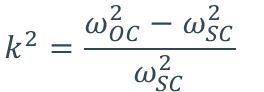 k² = (ω²_OC − ω²_SC) / ω²_SC